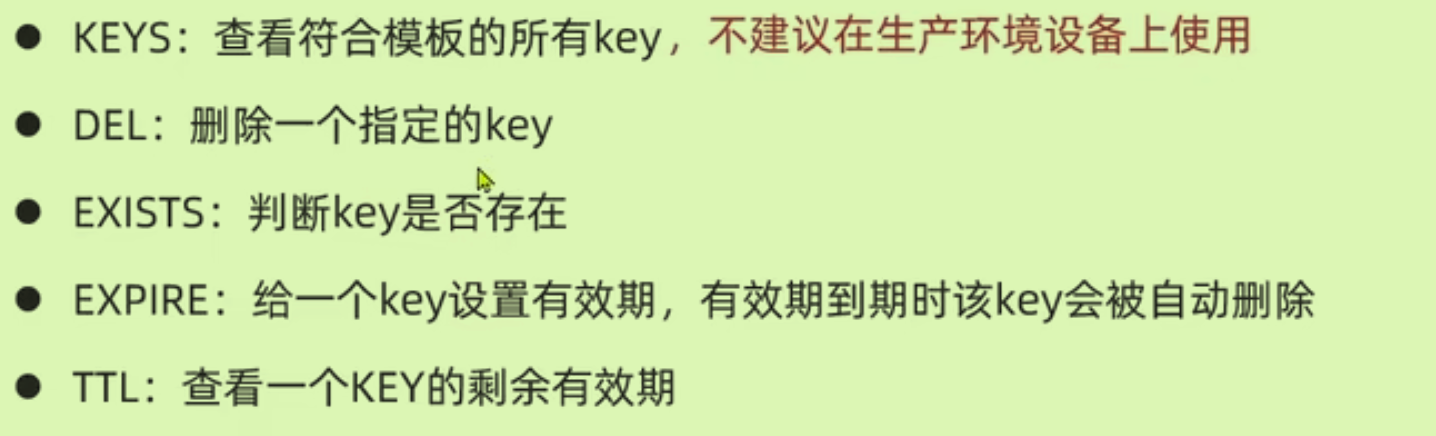 ● KEYS：查看符合模板的所有key，不建议在生产环境设备上使用
● DEL：删除一个指定的key
● EXISTS：判断key是否存在
● EXPIRE：给一个key设置有效期，有效期到期时该key会被自动删除
● TTL：查看一个KEY的剩余有效期